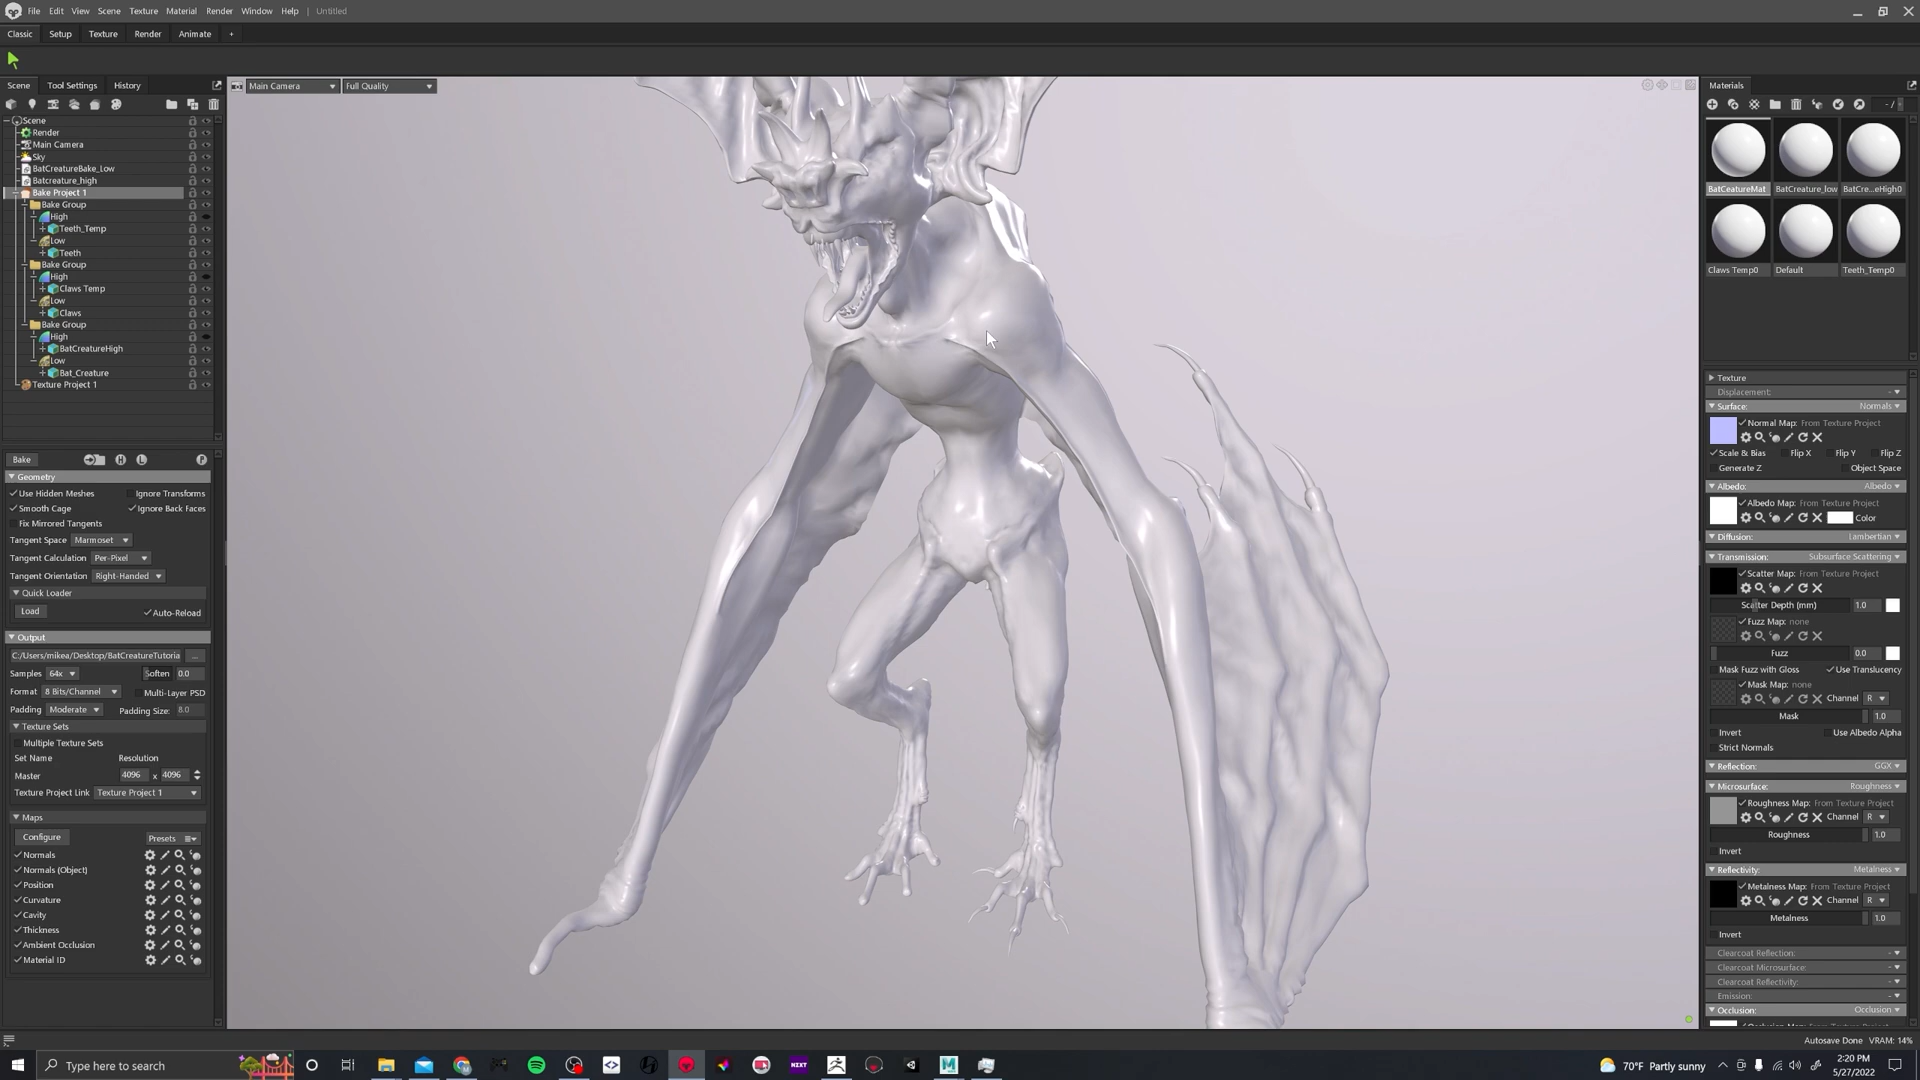 File Edit View Scene Texture Material Render Window Help | Untitled
Classic Setup Texture Render Animate +
Scene Tool Settings History
Main Camera Full Quality
Materials
Scene
Render
Main Camera
Sky
BatCreatureBake_Low
Batcreature_high
Bake Project 1
Bake Group
High
Teeth_Temp
Low
Teeth
Bake Group
High
Claws Temp
Low
Claws
Bake Group
High
BatCreatureHigh
Low
Bat_Creature
Texture Project 1
Bake H L P
Geometry
Use Hidden Meshes Ignore Transforms
Smooth Cage Ignore Back Faces
Fix Mirrored Tangents
Tangent Space Marmoset
Tangent Calculation Per-Pixel
Tangent Orientation Right-Handed
Quick Loader
Load Auto-Reload
Output
C:/Users/mikea/Desktop/BatCreatureTutoria ...
Samples 64x Soften 0.0
Format 8 Bits/Channel Multi-Layer PSD
Padding Moderate Padding Size: 8.0
Texture Sets
Multiple Texture Sets
Set Name Resolution
Master 4096 x 4096
Texture Project Link Texture Project 1
Maps
Configure Presets
Normals
Normals (Object)
Position
Curvature
Cavity
Thickness
Ambient Occlusion
Material ID
BatCeatureMat BatCreature_low BatCre...eHigh0
Claws Temp0 Default Teeth_Temp0
Texture
Displacement:
Surface: Normals
Normal Map: From Texture Project
Scale & Bias Flip X Flip Y Flip Z
Generate Z Object Space
Albedo: Albedo
Albedo Map: From Texture Project
Color
Diffusion: Lambertian
Transmission: Subsurface Scattering
Scatter Map: From Texture Project
Scatter Depth (mm) 1.0
Fuzz Map: none
Fuzz 0.0
Mask Fuzz with Gloss Use Translucency
Mask Map: none
Channel R
Mask 1.0
Invert Use Albedo Alpha
Strict Normals
Reflection: GGX
Microsurface: Roughness
Roughness Map: From Texture Project
Channel R
Roughness 1.0
Invert
Reflectivity: Metalness
Metalness Map: From Texture Project
Channel R
Metalness 1.0
Invert
Clearcoat Reflection:
Clearcoat Microsurface:
Clearcoat Reflectivity:
Emission:
Occlusion: Occlusion
Autosave Done VRAM: 14%
Type here to search
NXT
M
70°F Partly sunny
2:20 PM
5/27/2022